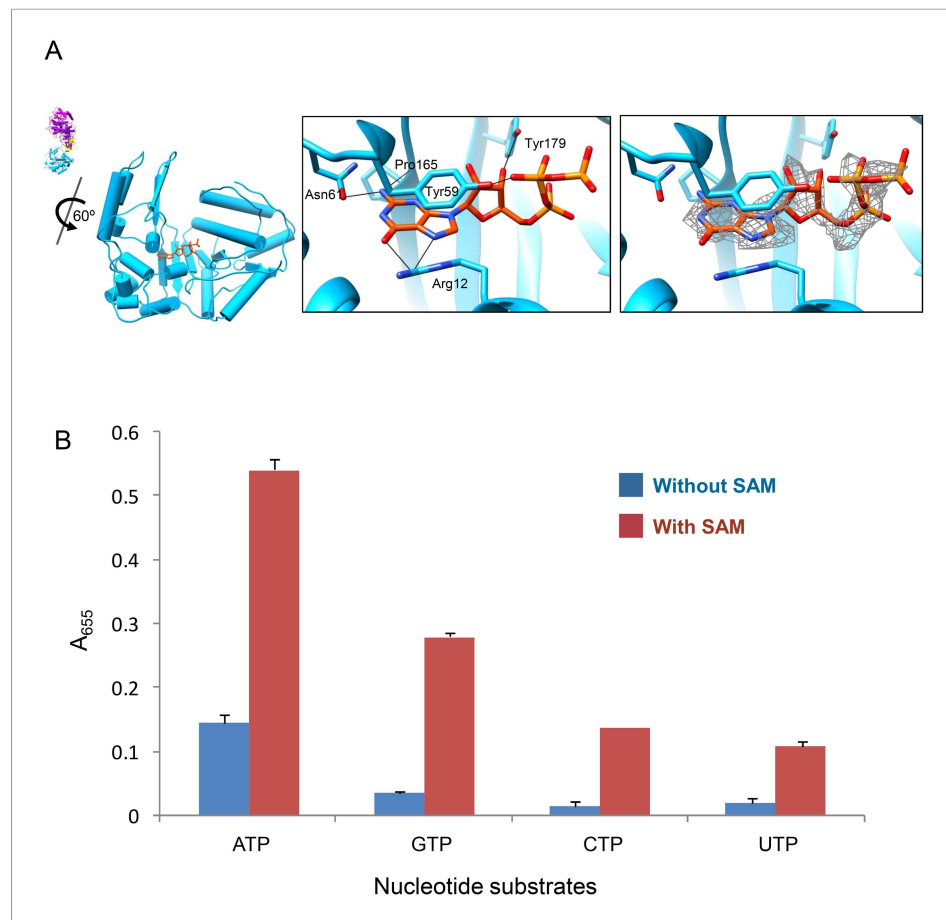 A
60º
Asn61
Pro165
Tyr59
Tyr179
Arg12
B
0.6
0.5
0.4
0.3
0.2
0.1
0
A655
Without SAM
With SAM
ATP GTP CTP UTP
Nucleotide substrates